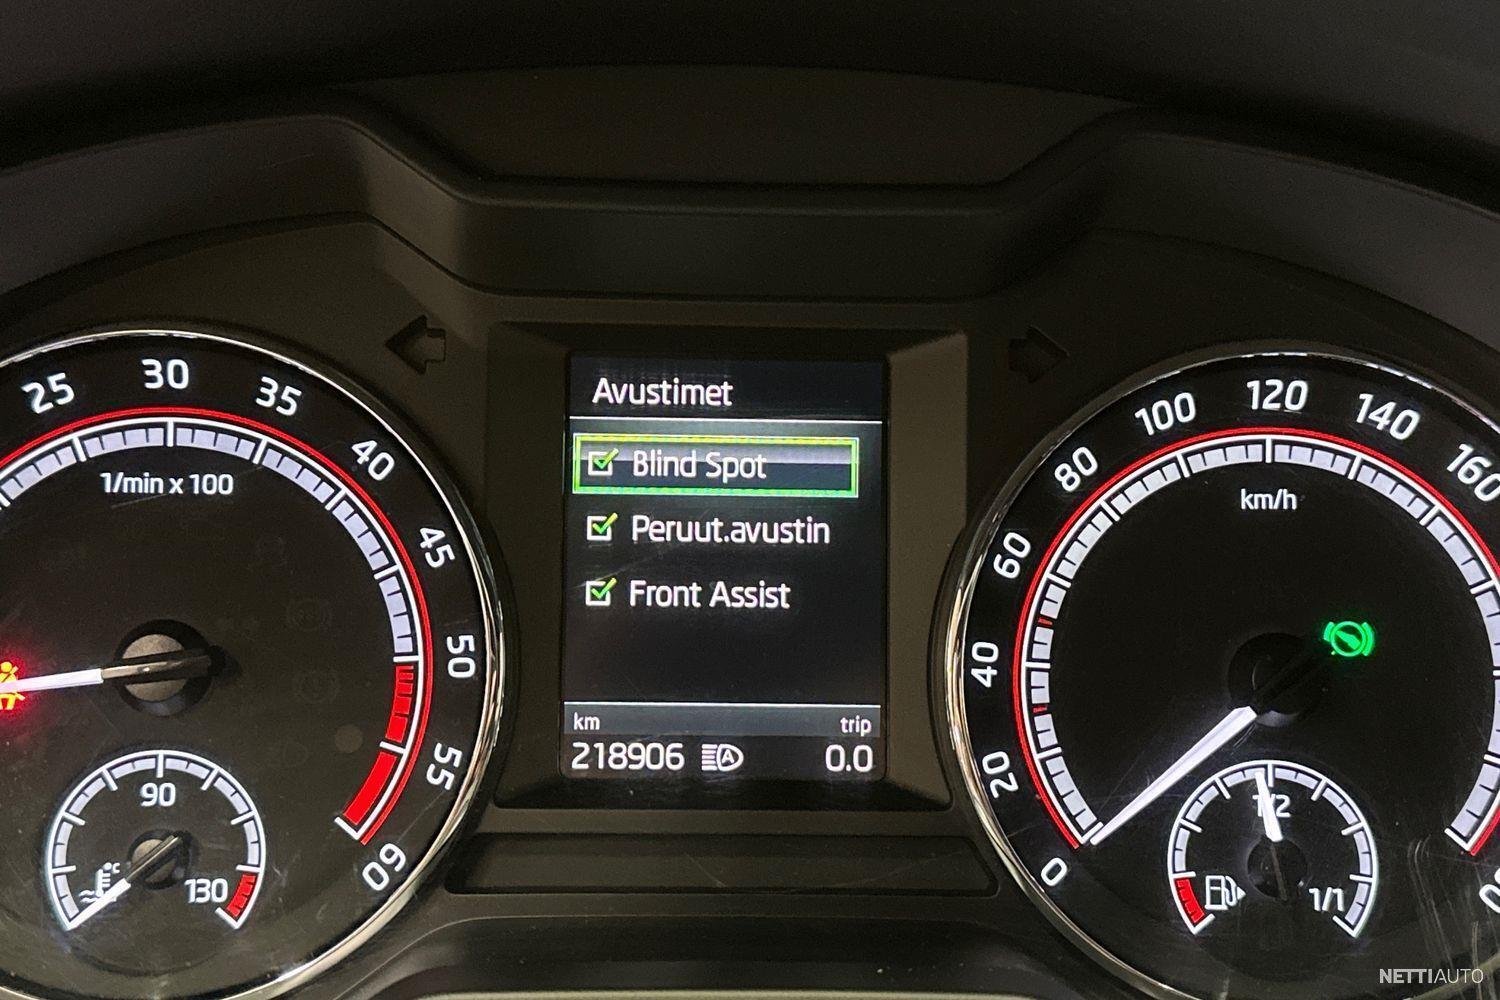 25
30
35
40
45
50
55
60
1/min x 100
90
130
°C
Avustimet
Blind Spot
Peruut.avustin
Front Assist
km
trip
218906
A
0.0
0
20
40
60
80
100
120
140
160
km/h
1/2
1/1
NETTIAUTO